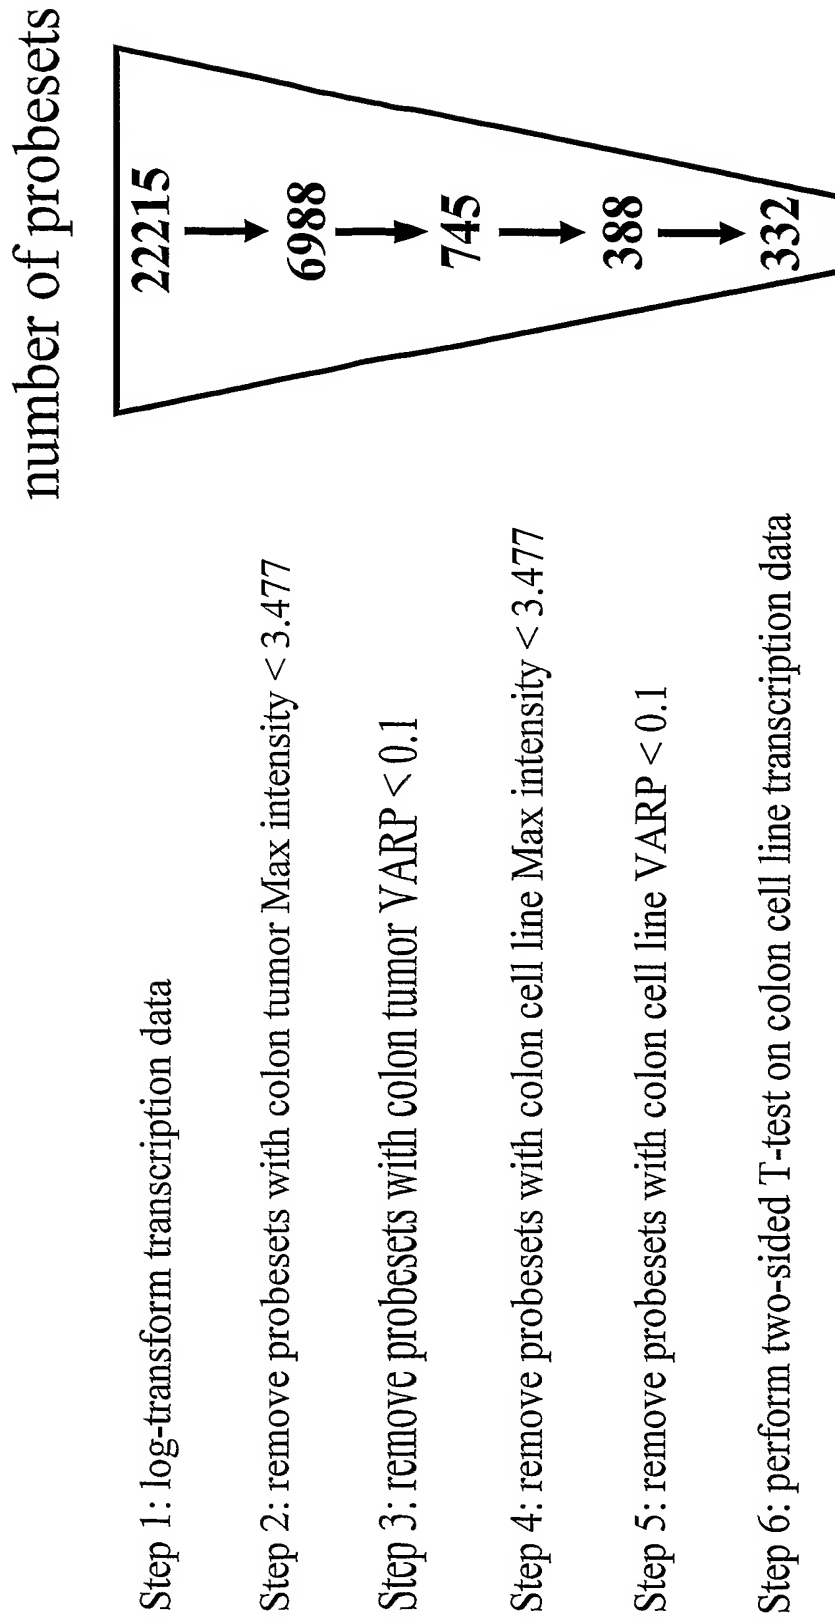 number of probesets
Step 1: log-transform transcription data
22215
Step 2: remove probesets with colon tumor Max intensity < 3.477
6988
Step 3: remove probesets with colon tumor VARP < 0.1
745
Step 4: remove probesets with colon cell line Max intensity < 3.477
388
Step 5: remove probesets with colon cell line VARP < 0.1
332
Step 6: perform two-sided T-test on colon cell line transcription data